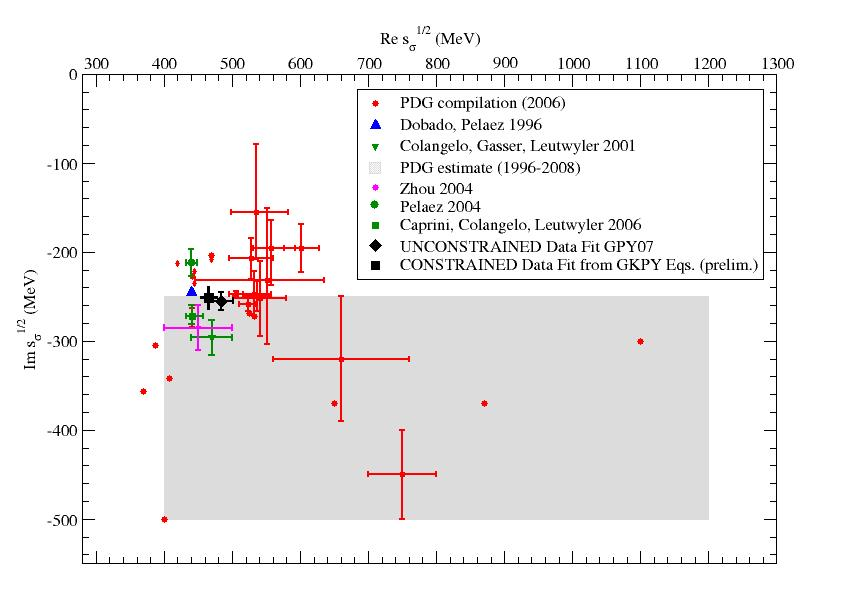 Re s_σ^1/2 (MeV)
300 400 500 600 700 800 900 1000 1100 1200 1300
0
-100
-200
-300
-400
-500
Im s_σ^1/2 (MeV)
PDG compilation (2006)
Dobado, Pelaez 1996
Colangelo, Gasser, Leutwyler 2001
PDG estimate (1996-2008)
Zhou 2004
Pelaez 2004
Caprini, Colangelo, Leutwyler 2006
UNCONSTRAINED Data Fit GPY07
CONSTRAINED Data Fit from GKPY Eqs. (prelim.)